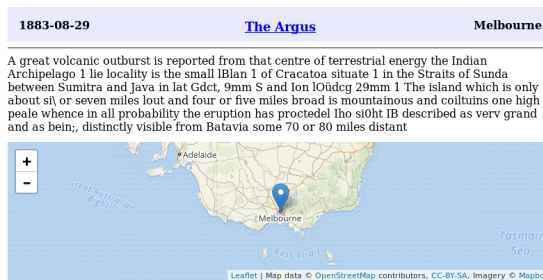 1883-08-29 The Argus Melbourne
A great volcanic outburst is reported from that centre of terrestrial energy the Indian
Archipelago 1 lie locality is the small lBlan 1 of Cracatoa situate 1 in the Straits of Sunda
between Sumitra and Java in lat Gdct, 9mm S and Ion lOüdcg 29mm 1 The island which is only
about si\ or seven miles lout and four or five miles broad is mountainous and coiltuins one high
peale whence in all probability the eruption has proctedel Iho si0ht IB described as verv grand
and as bein;, distinctly visible from Batavia some 70 or 80 miles distant
+
−
Adelaide
Great Australian
Bight
Melbourne
Bass Strait
Tasman
Sea
Leaflet | Map data © OpenStreetMap contributors, CC-BY-SA, Imagery © Mapbo